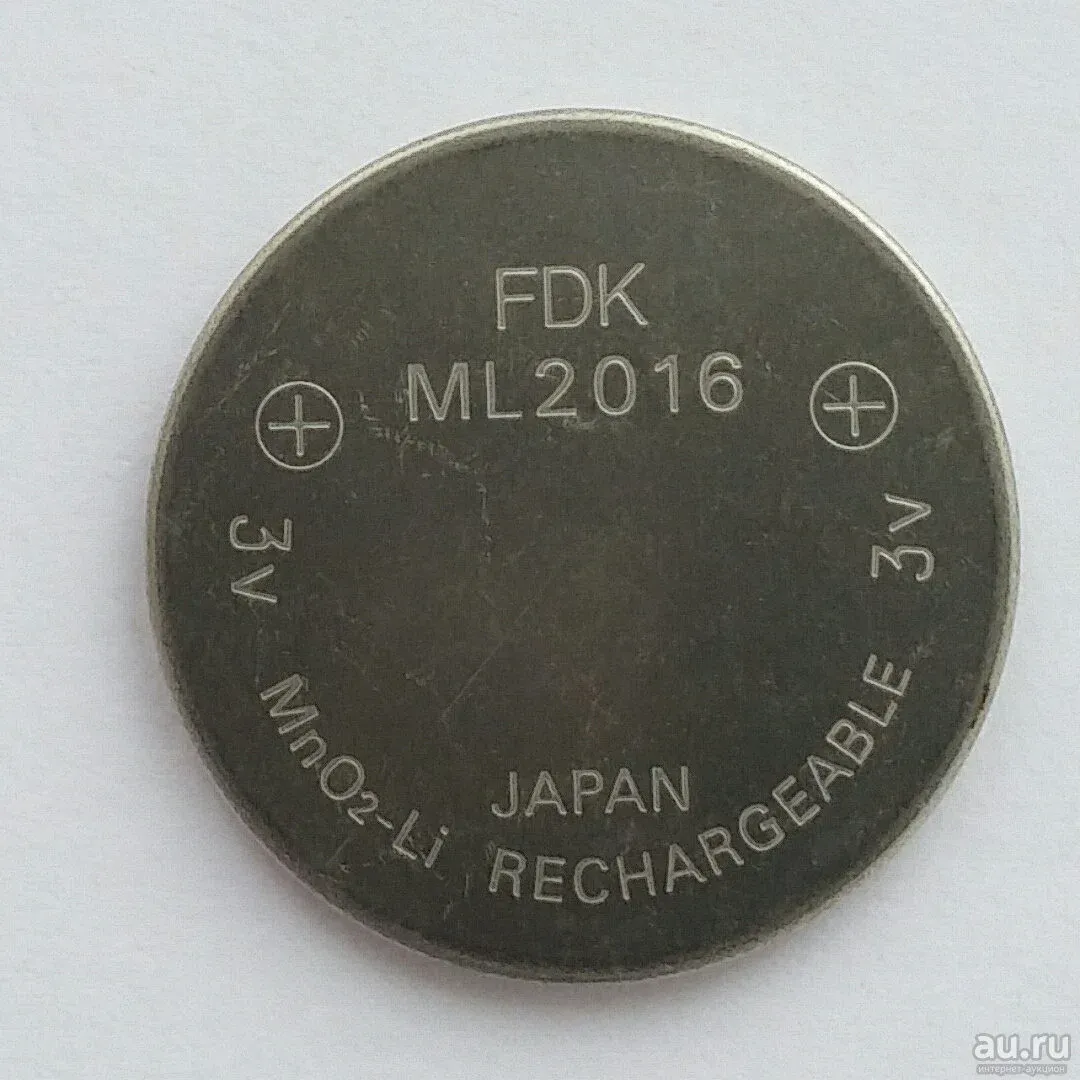 FDK
ML2016
+
+
3V
3V
MnO2-Li
JAPAN
RECHARGEABLE
au.ru
интернет-аукцион